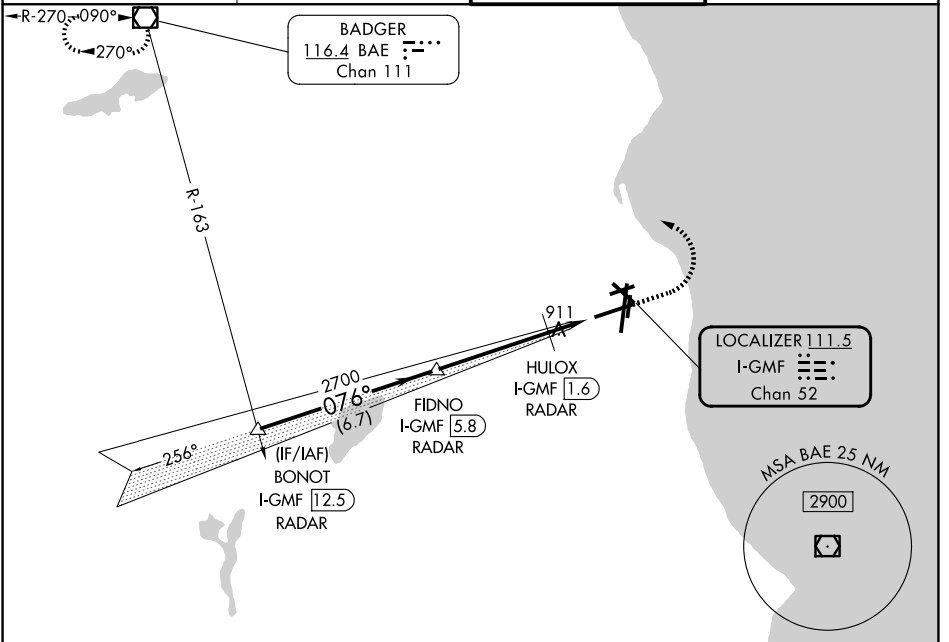 R-270
090°
270°
BADGER
116.4 BAE
Chan 111
R-163
911
LOCALIZER 111.5
I-GMF
Chan 52
HULOX
I-GMF 1.6
RADAR
2700
076°
(6.7)
FIDNO
I-GMF 5.8
RADAR
256°
(IF/IAF)
BONOT
I-GMF 12.5
RADAR
MSA BAE 25 NM
2900